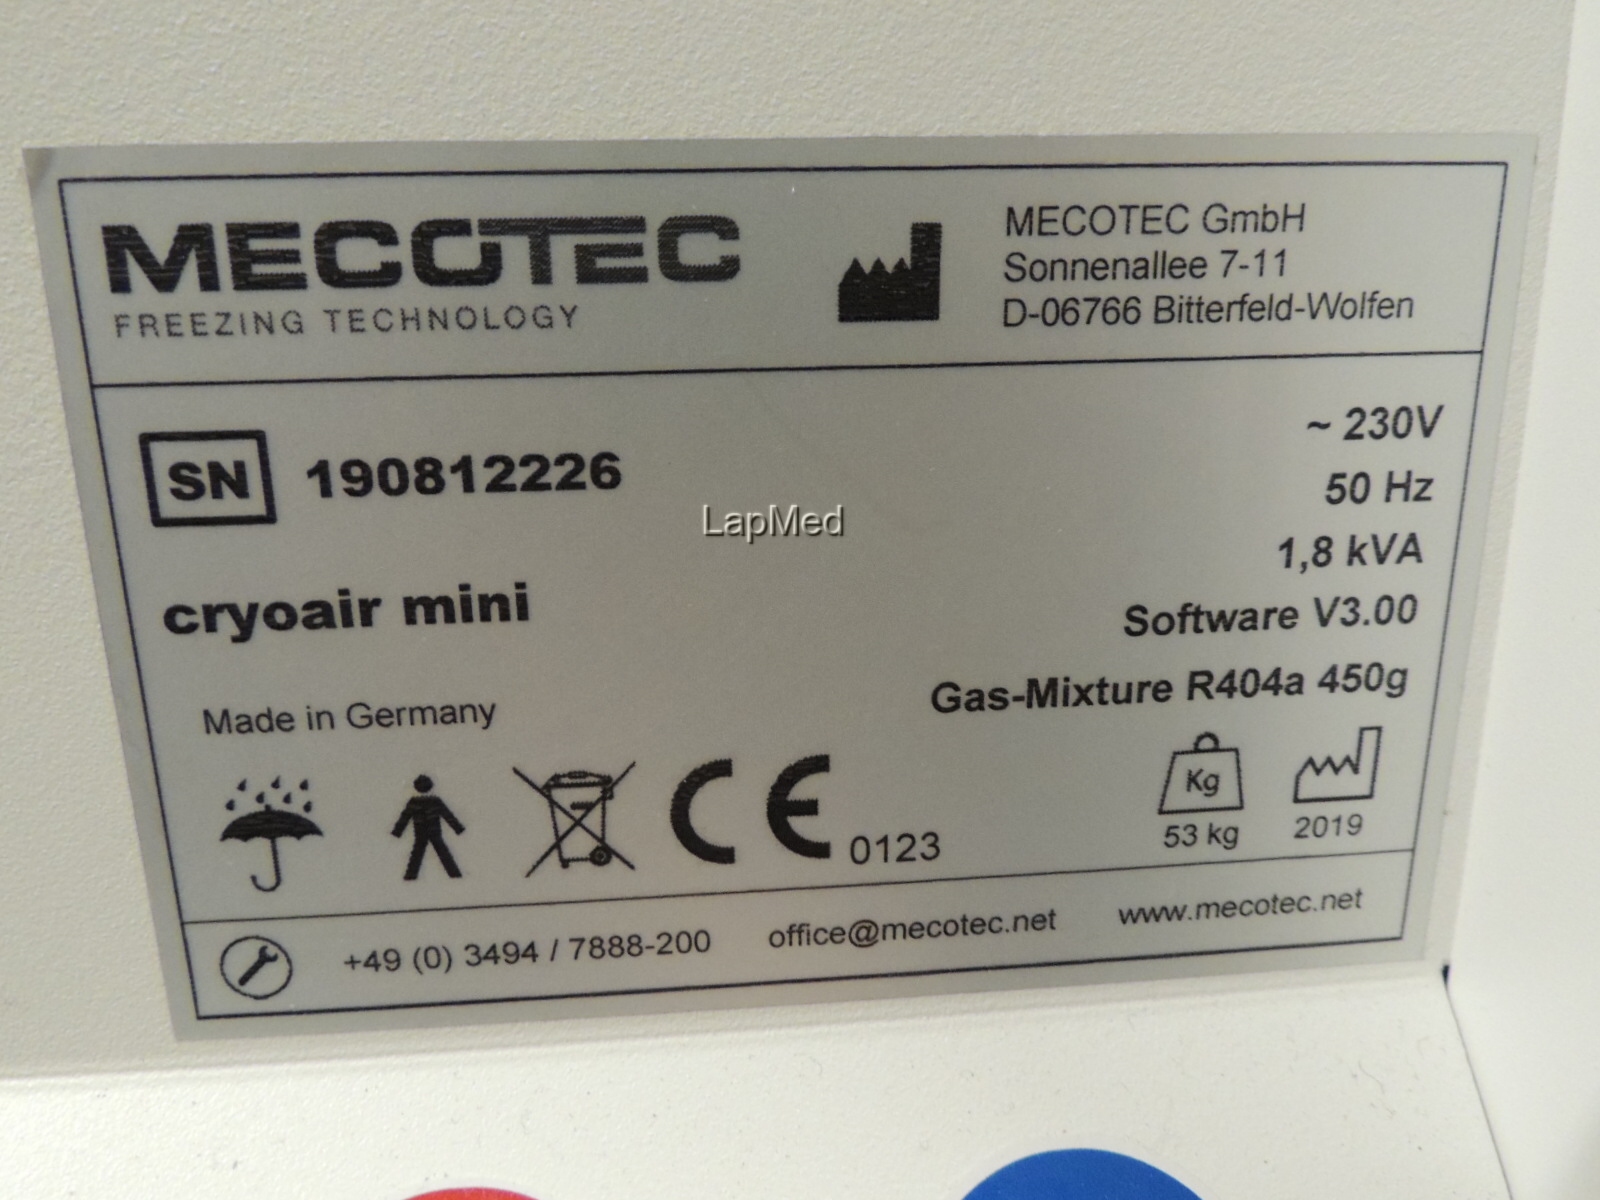 MECOTEC
FREEZING TECHNOLOGY
MECOTEC GmbH
Sonnenallee 7-11
D-06766 Bitterfeld-Wolfen
SN 190812226
cryoair mini
Made in Germany
~ 230V
50 Hz
1,8 kVA
Software V3.00
Gas-Mixture R404a 450g
LapMed
CE 0123
Kg
53 kg
2019
+49 (0) 3494 / 7888-200 office@mecotec.net www.mecotec.net